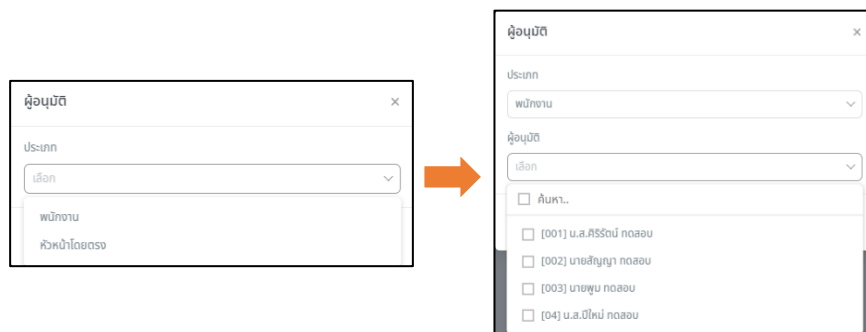 ผู้อนุมัติ
ประเภท
เลือก
พนักงาน
หัวหน้าโดยตรง
ผู้อนุมัติ
ประเภท
พนักงาน
ผู้อนุมัติ
เลือก
ค้นหา..
[001] น.ส.ศิริรัตน์ ทดสอบ
[002] นายสัญญา ทดสอบ
[003] นายพูน ทดสอบ
[04] น.ส.ปีใหม่ ทดสอบ